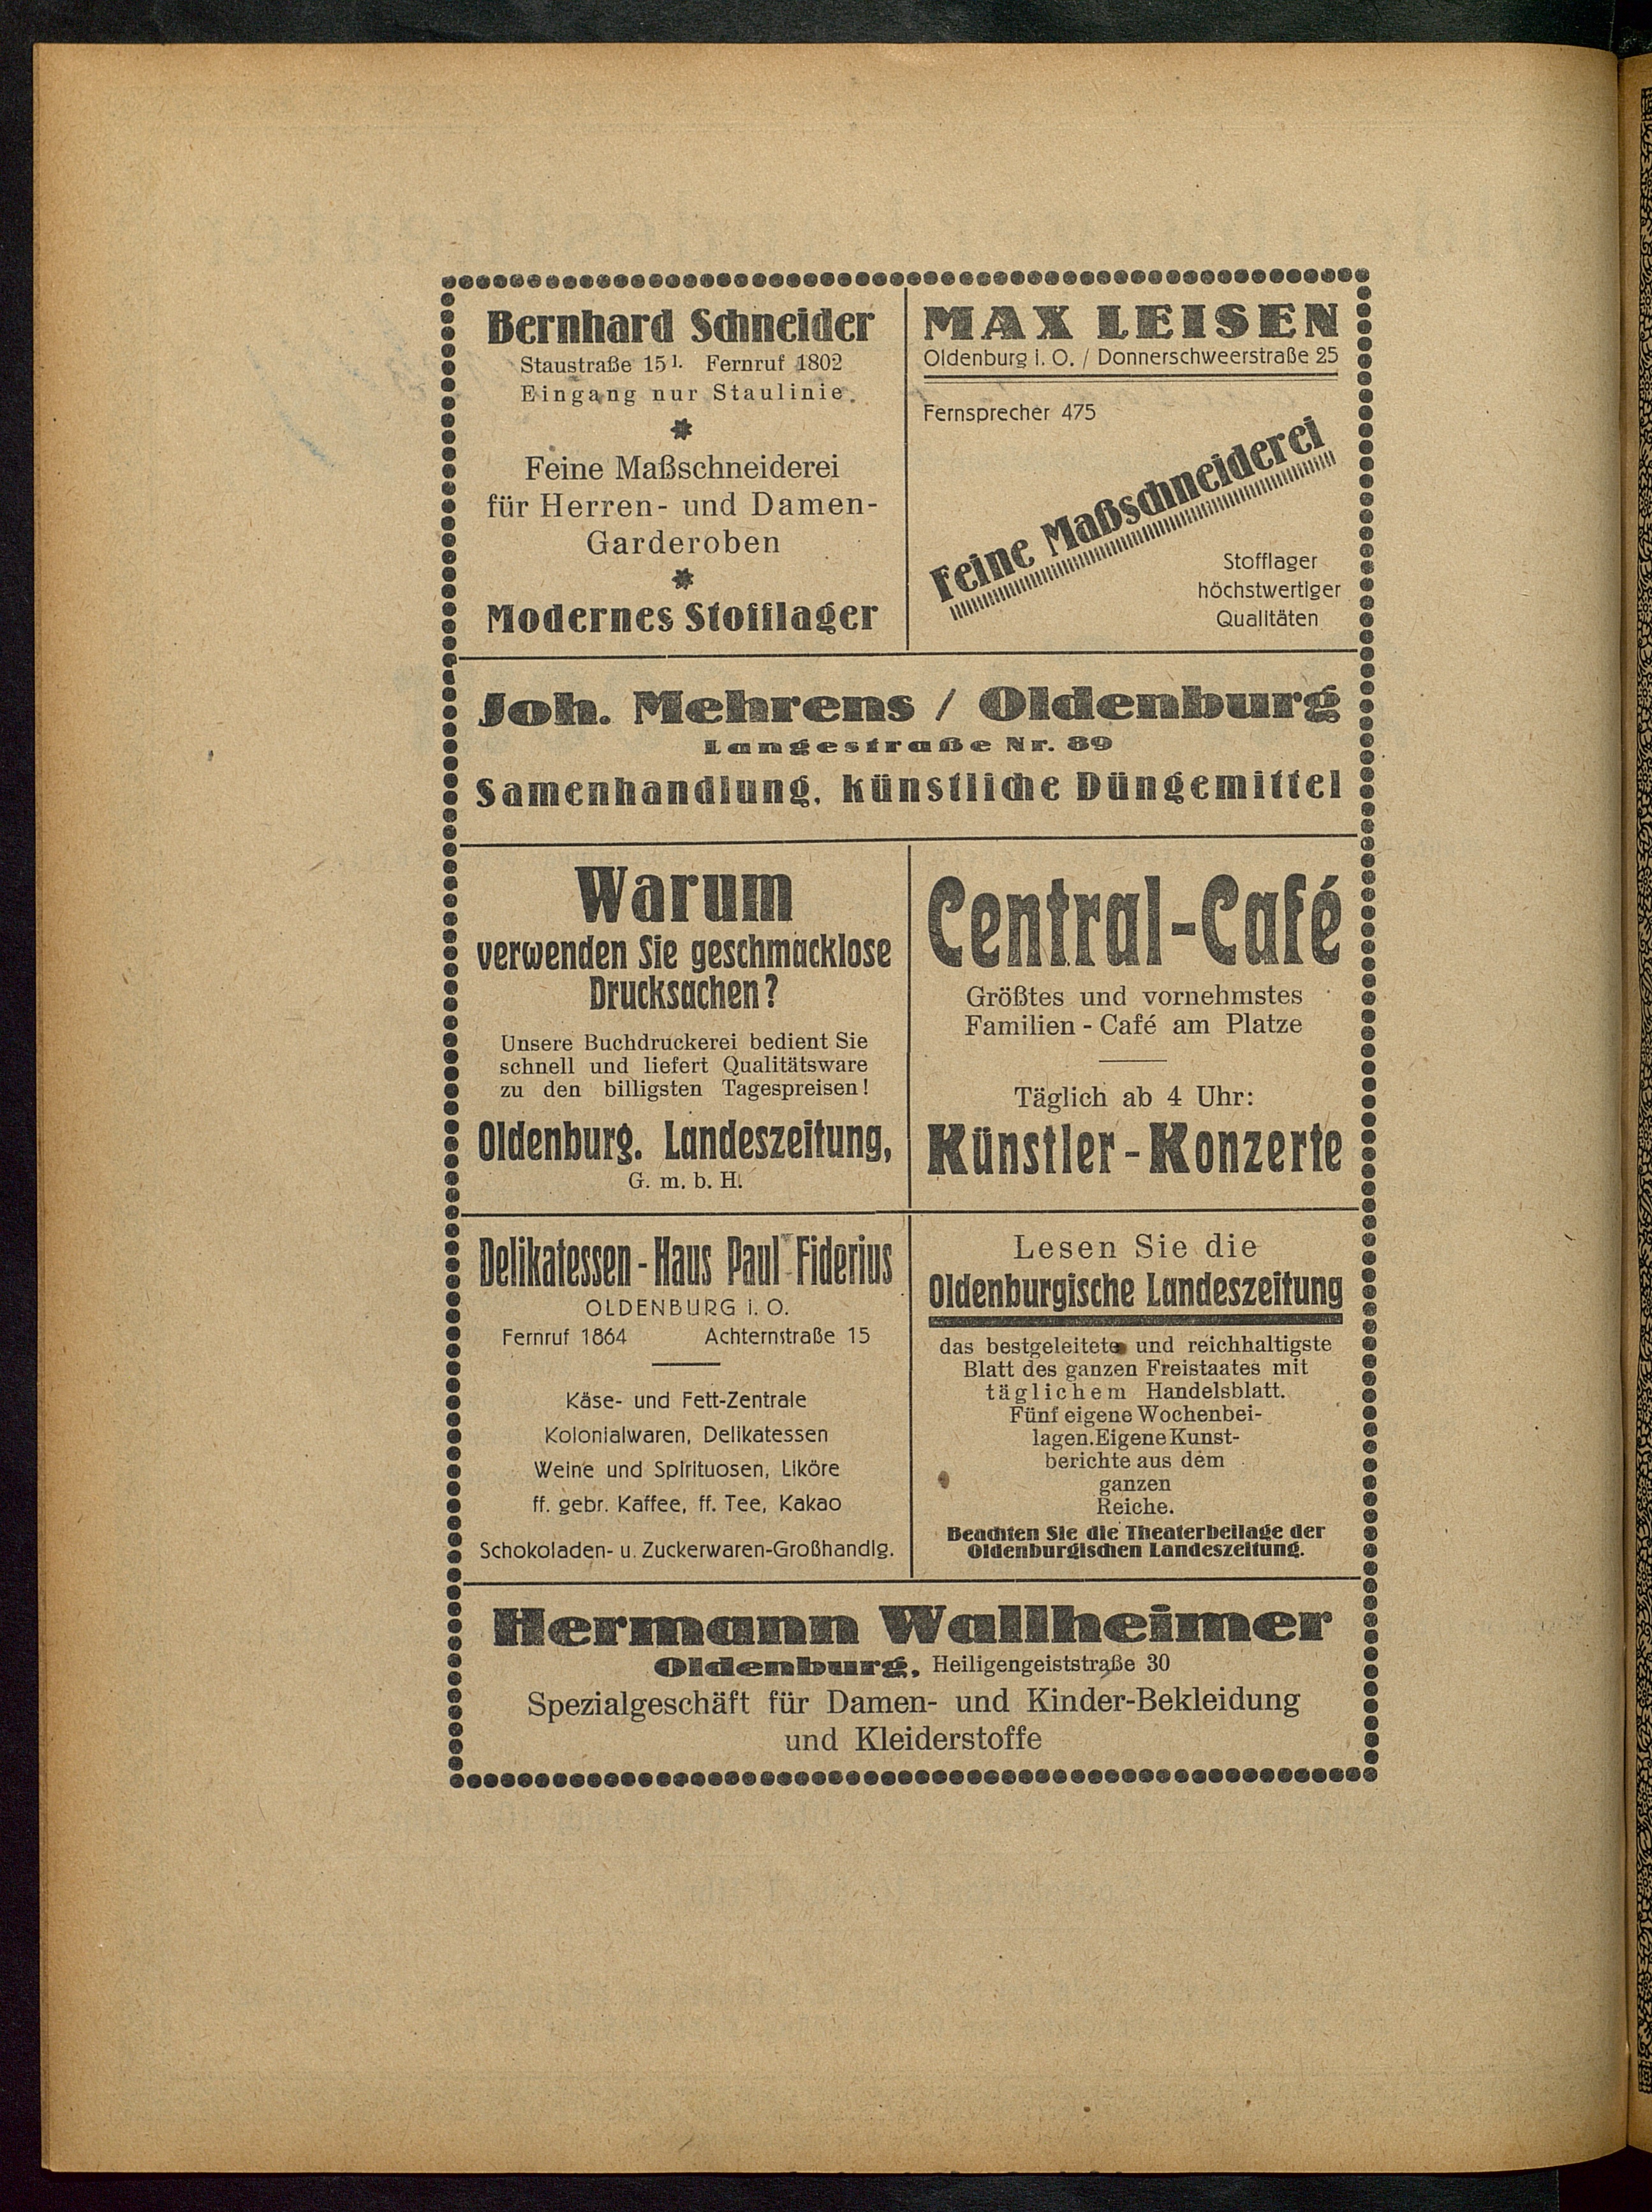 Bernhard Schneider
Staustraße 15 I. Fernruf 1802
Eingang nur Staulinie.
Feine Maßschneiderei
für Herren- und Damen-
Garderoben
Modernes Stofflager
MAX LEISEN
Oldenburg i. O. / Donnerschweerstraße 25
Fernsprecher 475
Feine Maßschneiderei
Stofflager
höchstwertiger
Qualitäten
Joh. Mehrens / Oldenburg
Langestraße Nr. 89
Samenhandlung, künstliche Düngemittel
Warum
verwenden Sie geschmacklose
Drucksachen?
Unsere Buchdruckerei bedient Sie
schnell und liefert Qualitätsware
zu den billigsten Tagespreisen!
Oldenburg. Landeszeitung,
G. m. b. H.
Central-Café
Größtes und vornehmstes
Familien-Café am Platze
Täglich ab 4 Uhr:
Künstler-Konzerte
Delikatessen-Haus Paul Fiderius
OLDENBURG i. O.
Fernruf 1864 Achternstraße 15
Käse- und Fett-Zentrale
Kolonialwaren, Delikatessen
Weine und Spirituosen, Liköre
ff. gebr. Kaffee, ff. Tee, Kakao
Schokoladen- u. Zuckerwaren-Großhandlg.
Lesen Sie die
Oldenburgische Landeszeitung
das bestgeleitete und reichhaltigste
Blatt des ganzen Freistaates mit
täglichem Handelsblatt.
Fünf eigene Wochenbei-
lagen. Eigene Kunst-
berichte aus dem
ganzen
Reiche.
Beachten Sie die Theaterbeilage der
Oldenburgischen Landeszeitung.
Hermann Wallheimer
Oldenburg, Heiligengeiststraße 30
Spezialgeschäft für Damen- und Kinder-Bekleidung
und Kleiderstoffe